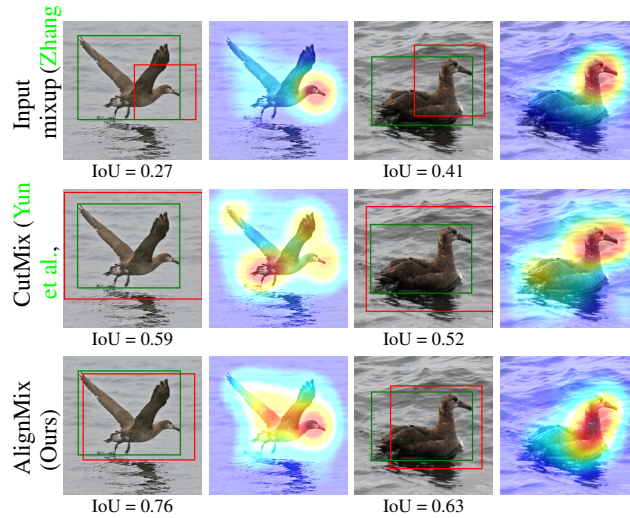 Input
mixup (Zhang
IoU = 0.27
IoU = 0.41
CutMix (Yun
et al.,
IoU = 0.59
IoU = 0.52
AlignMix
(Ours)
IoU = 0.76
IoU = 0.63